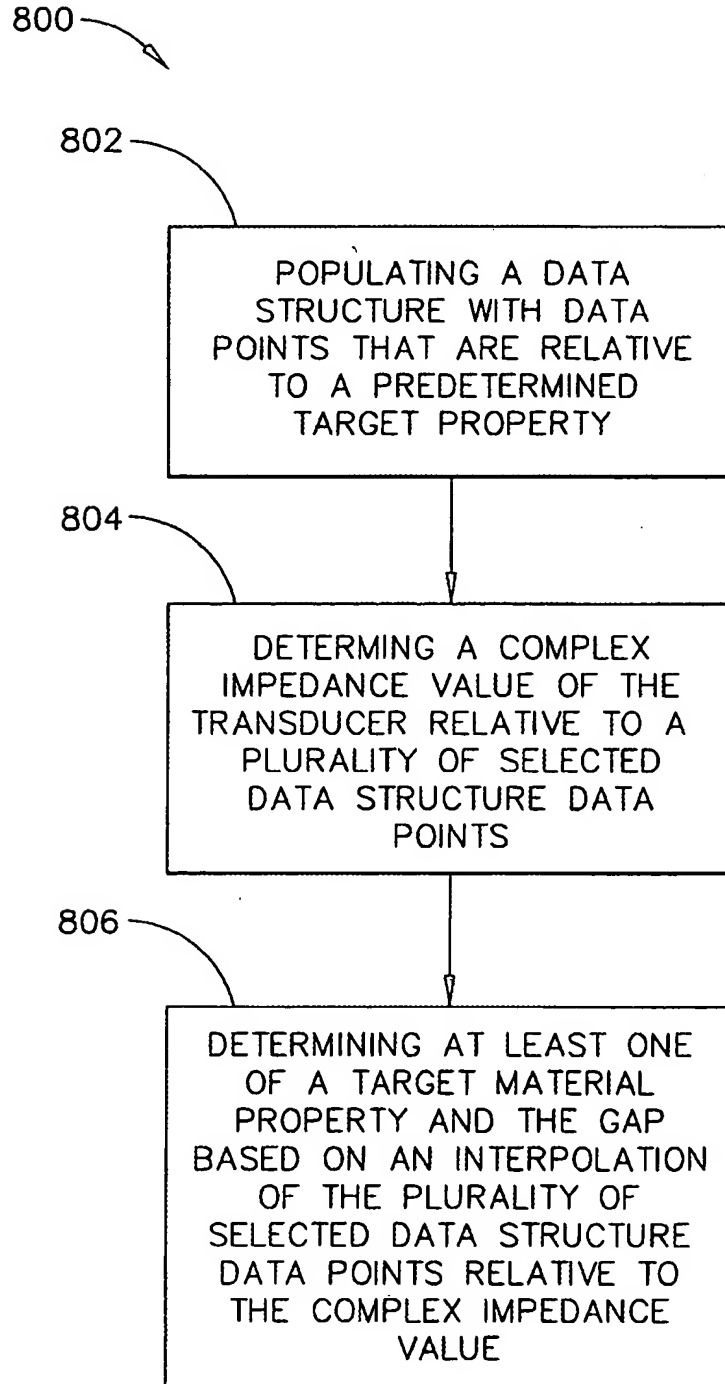 800
802
POPULATING A DATA
STRUCTURE WITH DATA
POINTS THAT ARE RELATIVE
TO A PREDETERMINED
TARGET PROPERTY
804
DETERMING A COMPLEX
IMPEDANCE VALUE OF THE
TRANSDUCER RELATIVE TO A
PLURALITY OF SELECTED
DATA STRUCTURE DATA
POINTS
806
DETERMINING AT LEAST ONE
OF A TARGET MATERIAL
PROPERTY AND THE GAP
BASED ON AN INTERPOLATION
OF THE PLURALITY OF
SELECTED DATA STRUCTURE
DATA POINTS RELATIVE TO
THE COMPLEX IMPEDANCE
VALUE